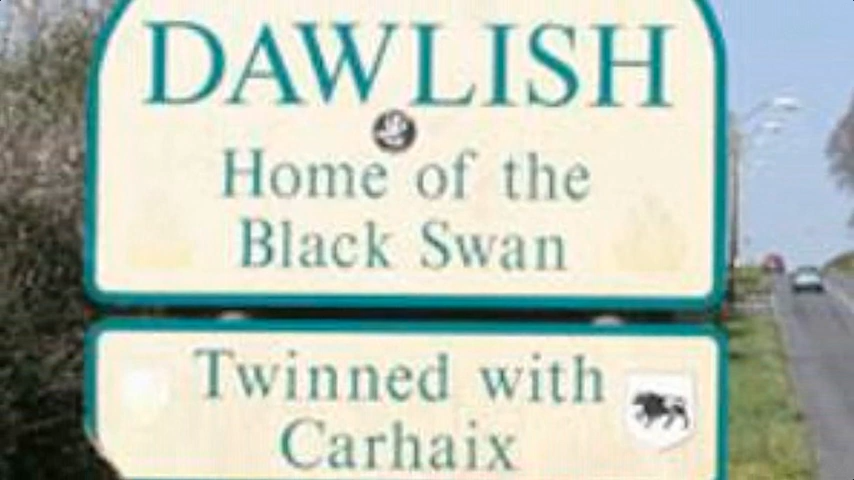 DAWLISH
Home of the
Black Swan
Twinned with
Carhaix